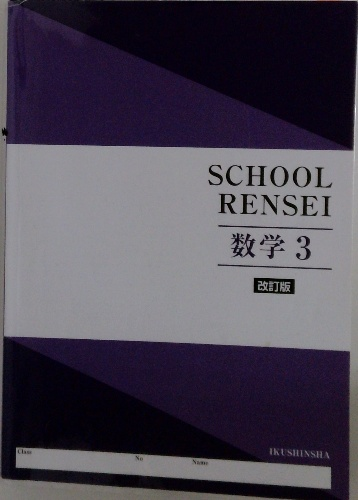 SCHOOL
RENSEI
数学 3
改訂版
IKUSHINSHA
Class No Name